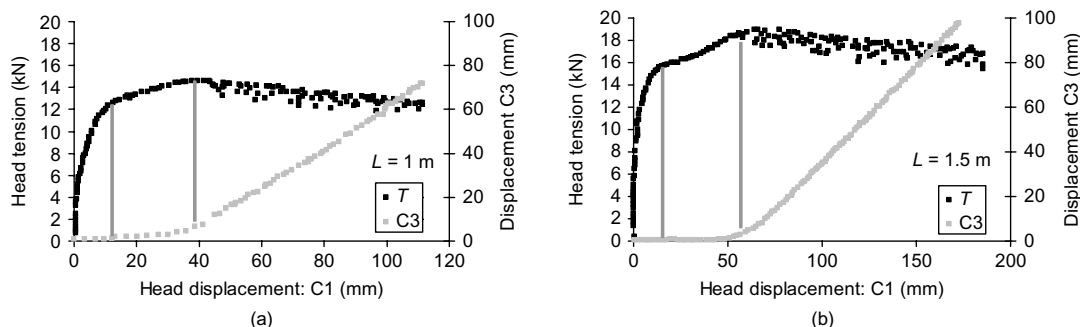 Head tension (kN)
20
18
16
14
12
10
8
6
4
2
0
0 20 40 60 80 100 120
Head displacement: C1 (mm)
100
80
60
40
20
0
Displacement C3 (mm)
L = 1 m
T
C3
(a)
Head tension (kN)
20
18
16
14
12
10
8
6
4
2
0
0 50 100 150 200
Head displacement: C1 (mm)
100
80
60
40
20
0
Displacement C3 (mm)
L = 1.5 m
T
C3
(b)